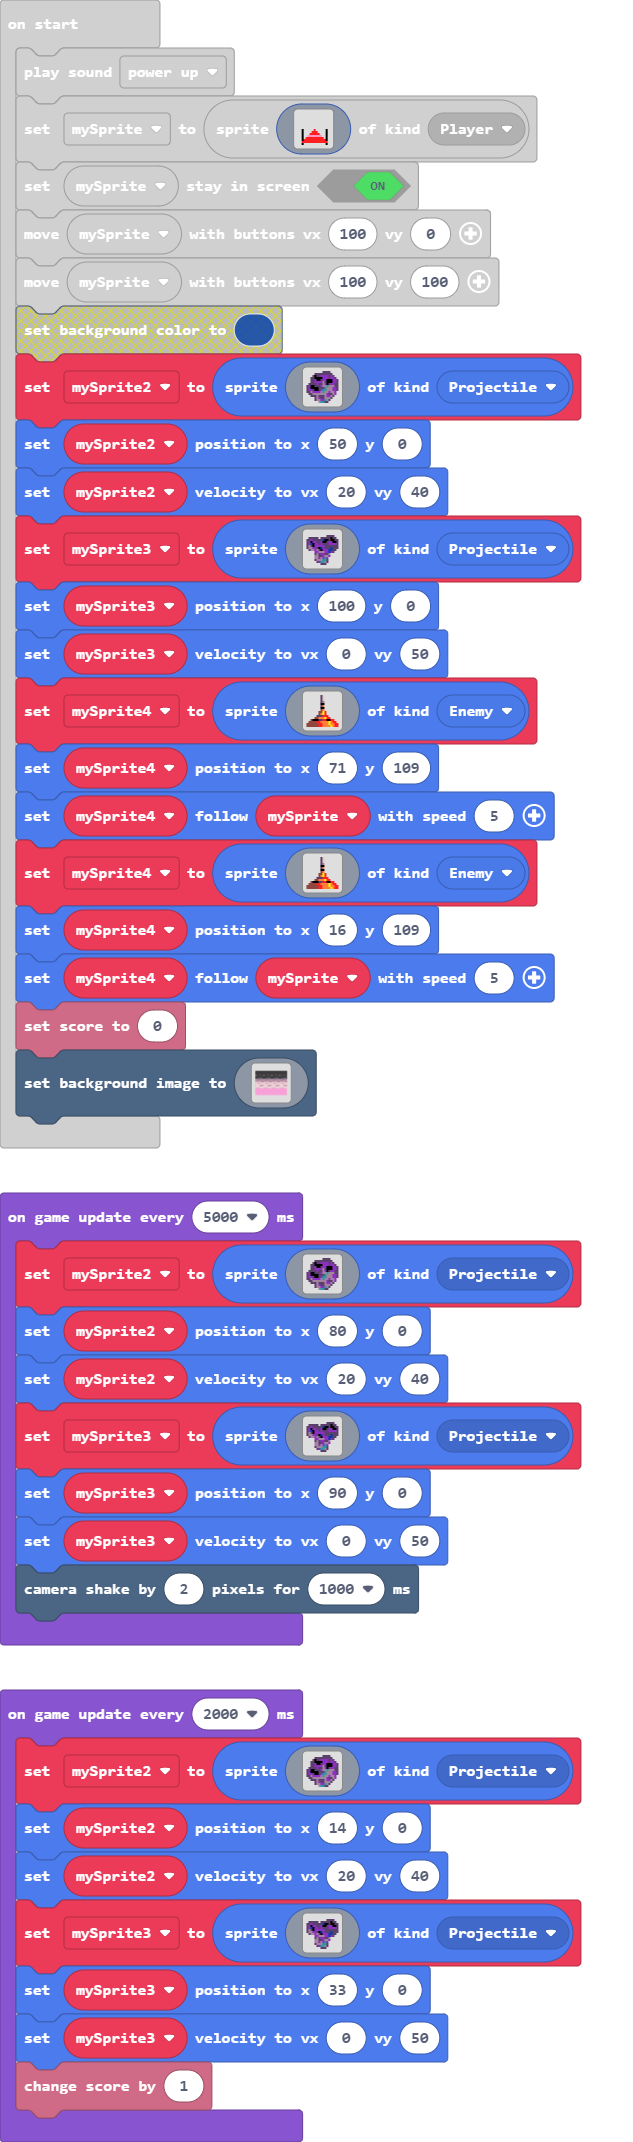 on start
play sound power up
set mySprite to sprite of kind Player
set mySprite stay in screen ON
move mySprite with buttons vx 100 vy 0
move mySprite with buttons vx 100 vy 100
set background color to
set mySprite2 to sprite of kind Projectile
set mySprite2 position to x 50 y 0
set mySprite2 velocity to vx 20 vy 40
set mySprite3 to sprite of kind Projectile
set mySprite3 position to x 100 y 0
set mySprite3 velocity to vx 0 vy 50
set mySprite4 to sprite of kind Enemy
set mySprite4 position to x 71 y 109
set mySprite4 follow mySprite with speed 5
set mySprite4 to sprite of kind Enemy
set mySprite4 position to x 16 y 109
set mySprite4 follow mySprite with speed 5
set score to 0
set background image to
on game update every 5000 ms
set mySprite2 to sprite of kind Projectile
set mySprite2 position to x 80 y 0
set mySprite2 velocity to vx 20 vy 40
set mySprite3 to sprite of kind Projectile
set mySprite3 position to x 90 y 0
set mySprite3 velocity to vx 0 vy 50
camera shake by 2 pixels for 1000 ms
on game update every 2000 ms
set mySprite2 to sprite of kind Projectile
set mySprite2 position to x 14 y 0
set mySprite2 velocity to vx 20 vy 40
set mySprite3 to sprite of kind Projectile
set mySprite3 position to x 33 y 0
set mySprite3 velocity to vx 0 vy 50
change score by 1